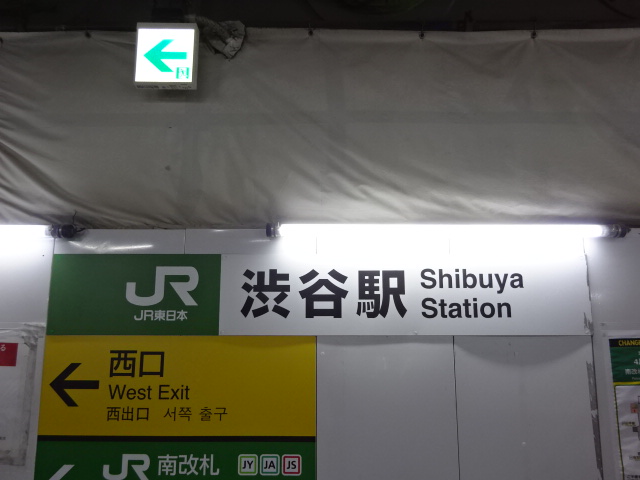 JR
JR東日本
渋谷駅
Shibuya
Station
西口
West Exit
西出口 서쪽 출구
JR 南改札 JY JA JS
CHANG